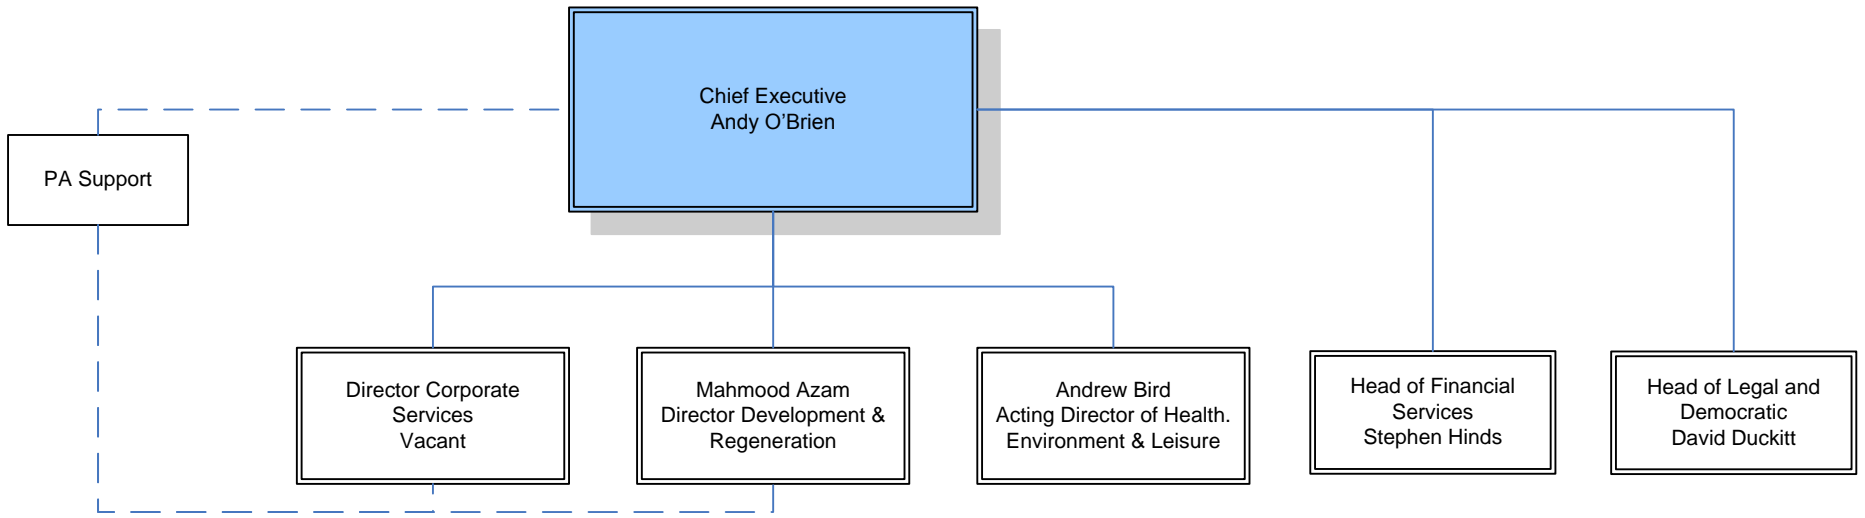 Chief Executive
Andy O'Brien
PA Support
Director Corporate
Services
Vacant
Mahmood Azam
Director Development &
Regeneration
Andrew Bird
Acting Director of Health.
Environment & Leisure
Head of Financial
Services
Stephen Hinds
Head of Legal and
Democratic
David Duckitt